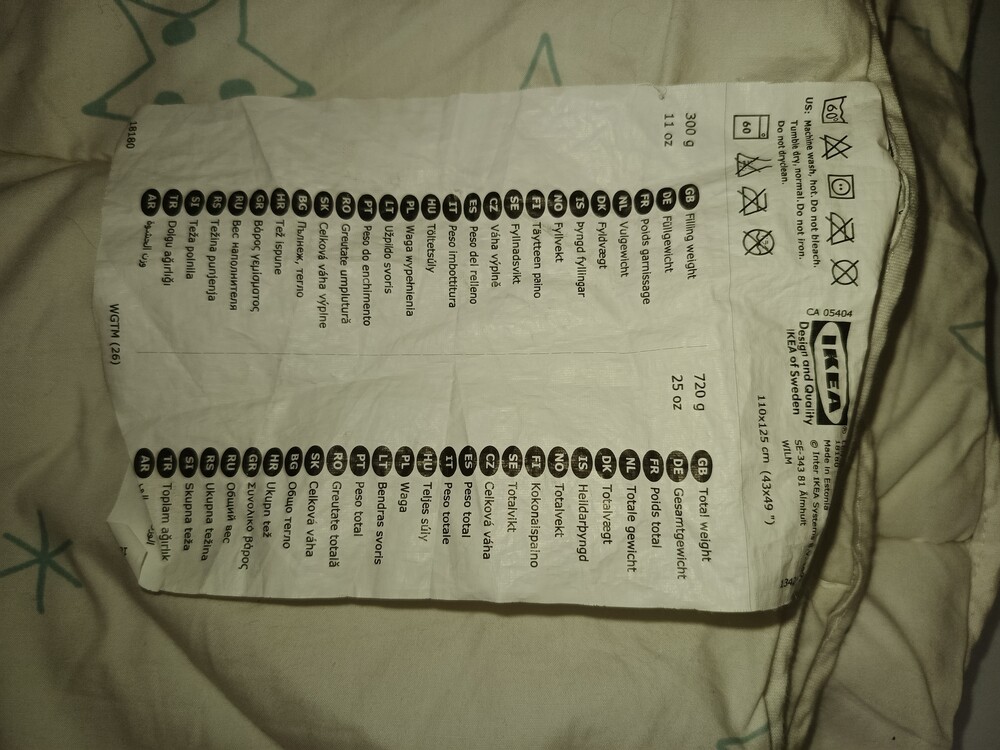 60
US: Machine wash, hot. Do not bleach.
Tumble dry, normal. Do not iron.
Do not dryclean.
60
CA 05404
IKEA®
Design and Quality
IKEA of Sweden
Made in Estonia
© Inter IKEA Systems
SE-343 81 Älmhult
WILM
110x125 cm (43x49 ")
300 g
11 oz
GB Filling weight
DE Füllgewicht
FR Poids garnissage
NL Vulgewicht
DK Fyldvægt
IS Þyngd fyllingar
NO Fyllvekt
FI Täytteen paino
SE Fyllnadsvikt
CZ Váha výplně
ES Peso del relleno
IT Peso imbottitura
HU Töltetsúly
PL Waga wypełnienia
LT Užpildo svoris
PT Peso do enchimento
RO Greutate umplutură
SK Celková váha výplne
BG Пълнеж, тегло
HR Tež ispune
GR Βάρος γεμίσματος
RU Вес наполнителя
RS Težina punjenja
SI Teža polnila
TR Dolgu ağırlığı
AR وزن الحشوة
18180
WGTM (26)
720 g
25 oz
GB Total weight
DE Gesamtgewicht
FR Poids total
NL Totale gewicht
DK Totalvægt
IS Heildarþyngd
NO Totalvekt
FI Kokonaispaino
SE Totalvikt
CZ Celková váha
ES Peso total
IT Peso totale
HU Teljes súly
PL Waga
LT Bendras svoris
PT Peso total
RO Greutate totală
SK Celková váha
BG Общо тегло
HR Ukupn tež
GR Συνολικό βάρος
RU Общий вес
RS Ukupna težina
SI Skupna teža
TR Toplam ağırlık
AR